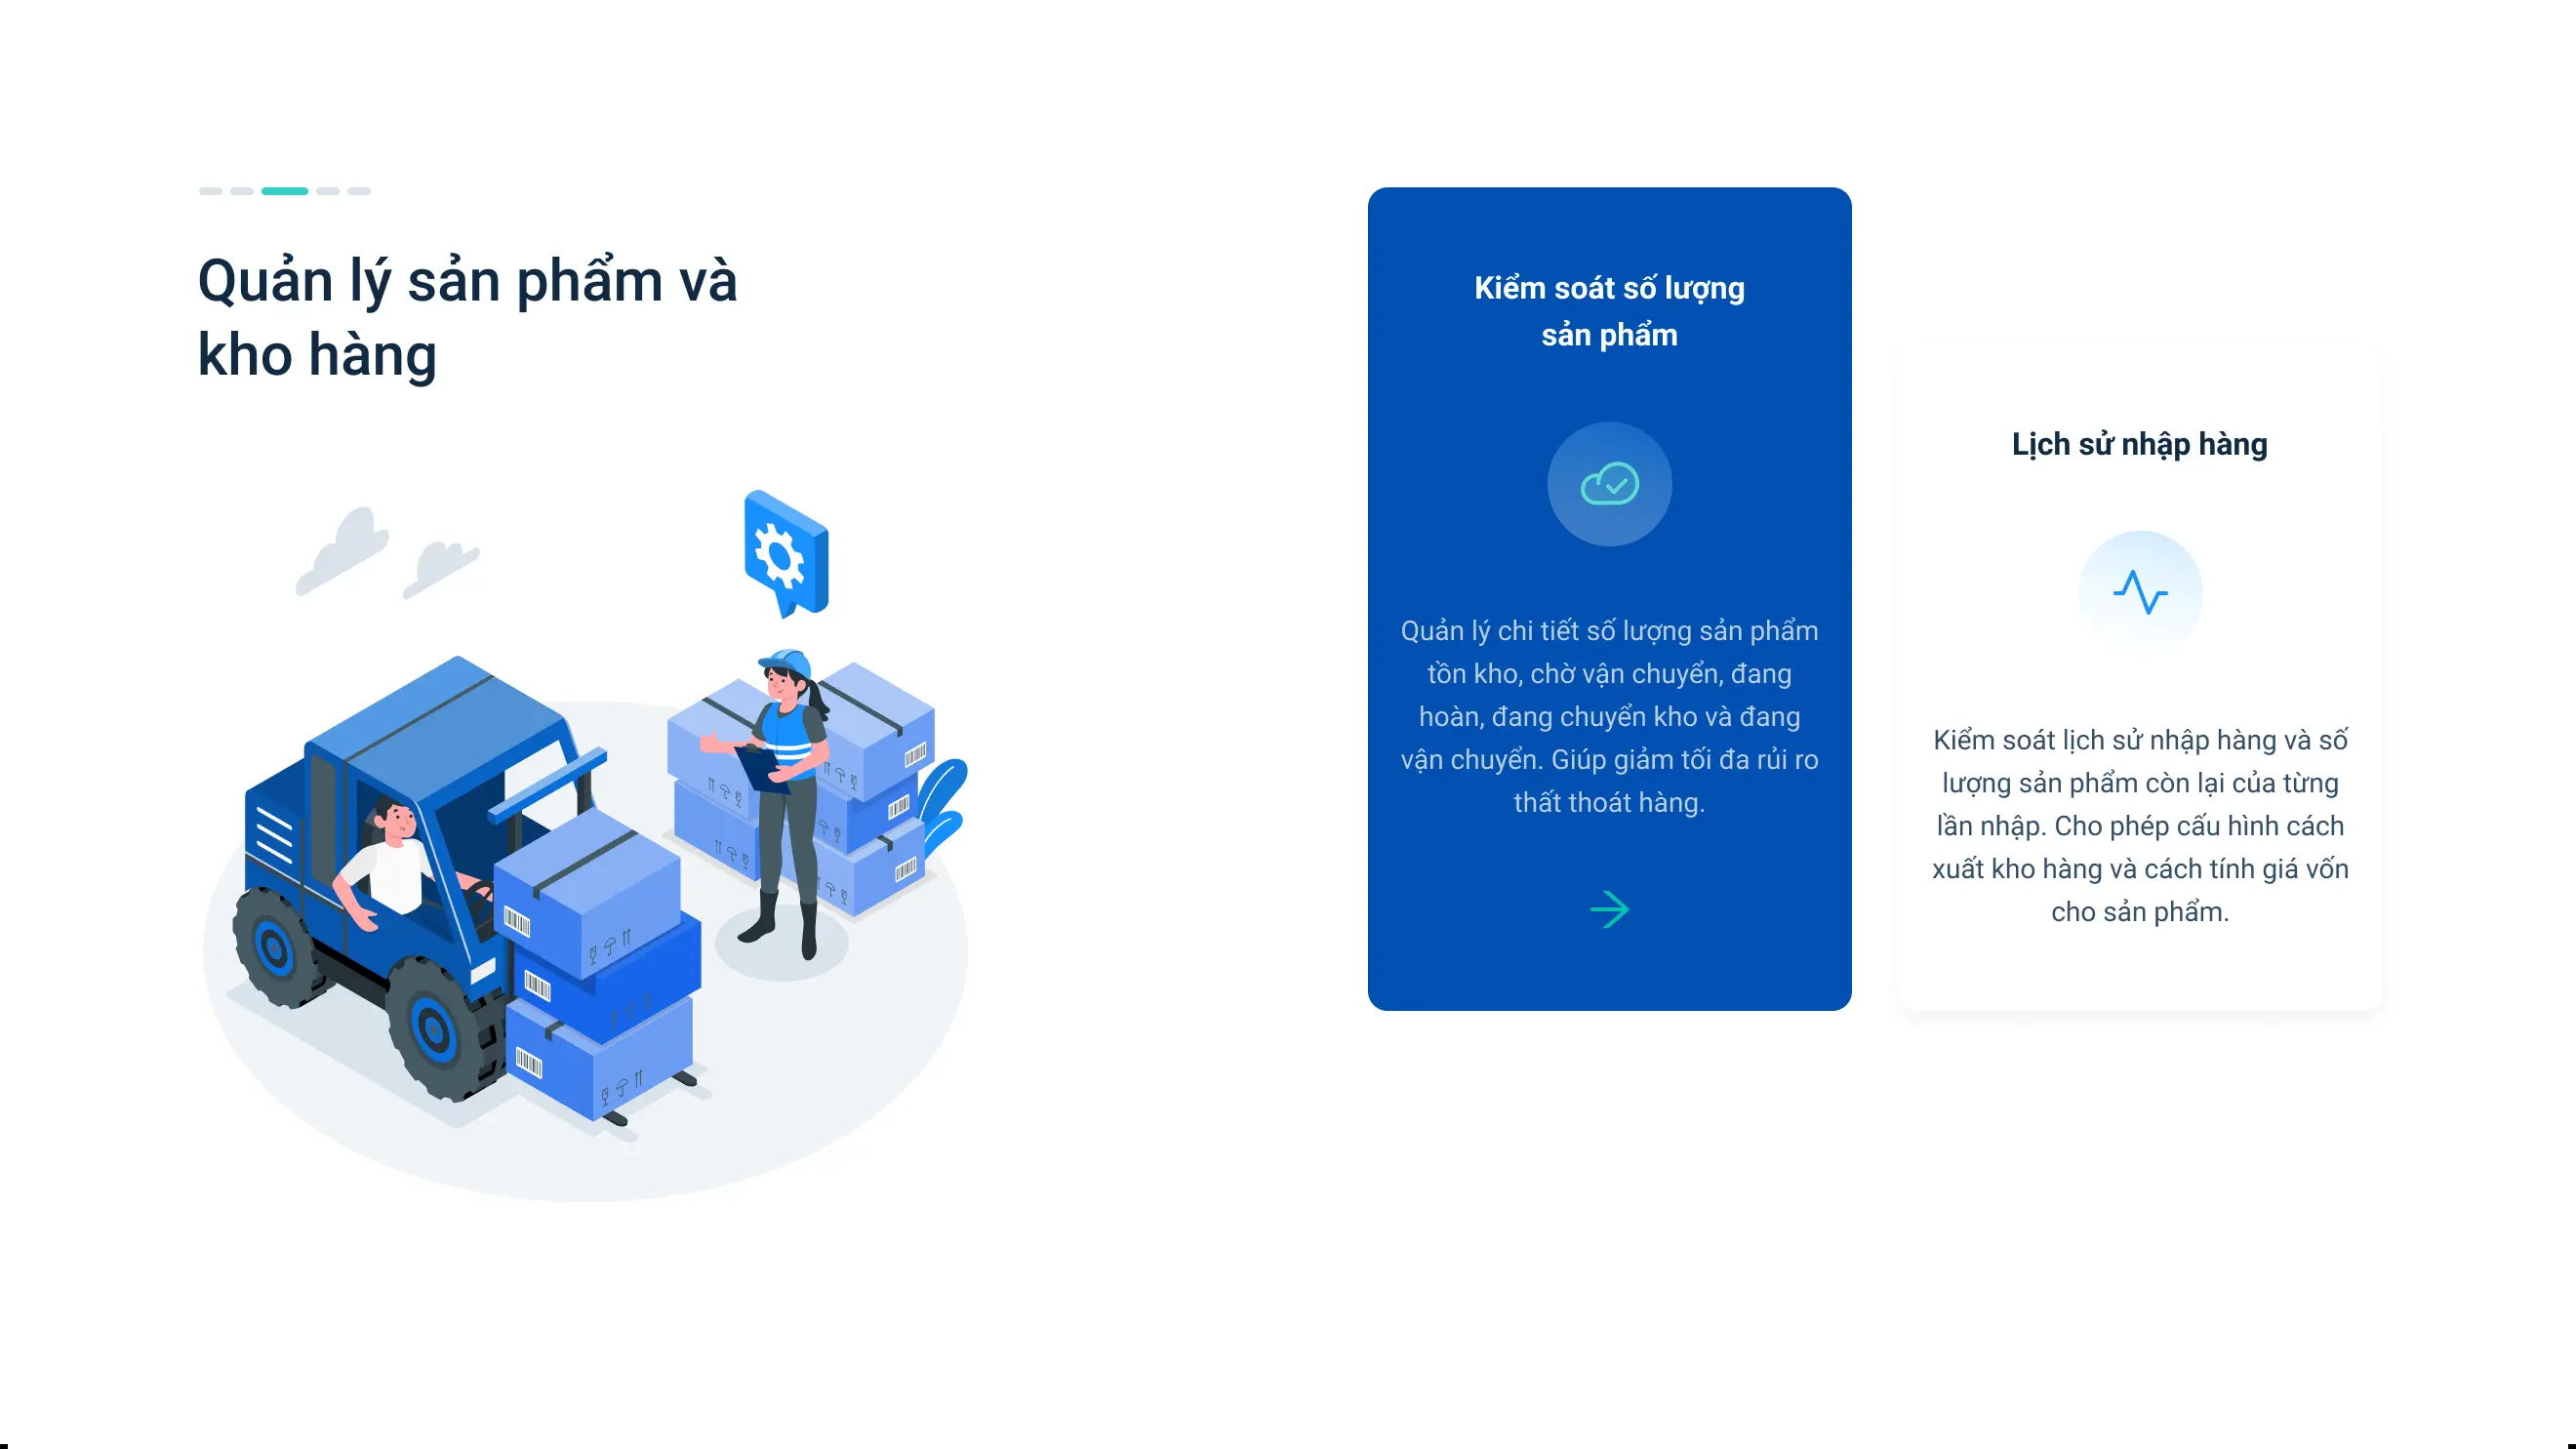 Quản lý sản phẩm và
kho hàng
Kiểm soát số lượng
sản phẩm
Quản lý chi tiết số lượng sản phẩm
tồn kho, chờ vận chuyển, đang
hoàn, đang chuyển kho và đang
vận chuyển. Giúp giảm tối đa rủi ro
thất thoát hàng.
Lịch sử nhập hàng
Kiểm soát lịch sử nhập hàng và số
lượng sản phẩm còn lại của từng
lần nhập. Cho phép cấu hình cách
xuất kho hàng và cách tính giá vốn
cho sản phẩm.